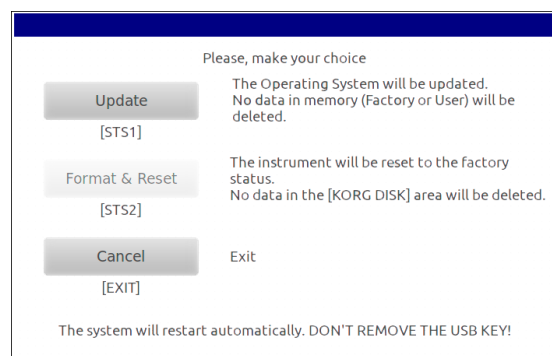 Please, make your choice
Update
[STS1]
The Operating System will be updated.
No data in memory (Factory or User) will be
deleted.
Format & Reset
[STS2]
The instrument will be reset to the factory
status.
No data in the [KORG DISK] area will be deleted.
Cancel
[EXIT]
Exit
The system will restart automatically. DON'T REMOVE THE USB KEY!